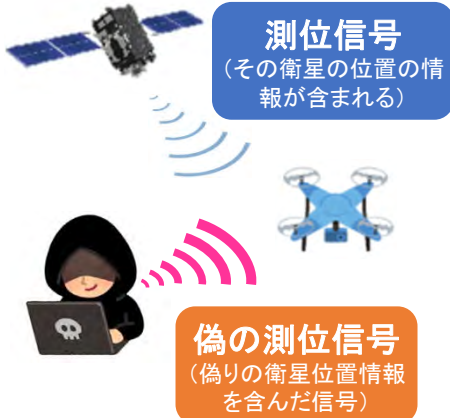 測位信号
(その衛星の位置の情
報が含まれる)
偽の測位信号
(偽りの衛星位置情報
を含んだ信号)